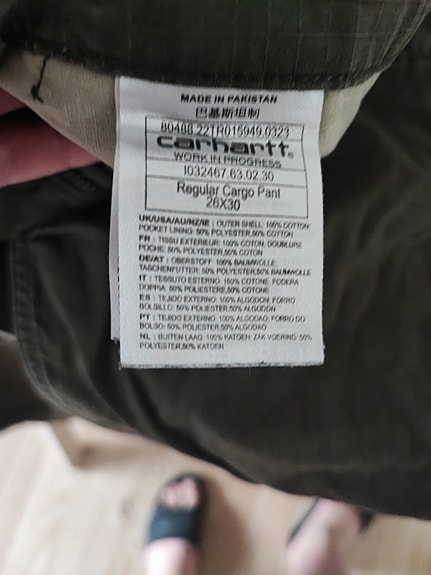 MADE IN PAKISTAN
巴基斯坦制
80488.22TR015949.0323
carhartt®
WORK IN PROGRESS
I032467.63.02.30
Regular Cargo Pant
26X30
UK/USA/AU/NZ/IE : OUTER SHELL: 100% COTTON,
POCKET LINING: 50% POLYESTER,50% COTTON
FR : TISSU EXTERIEUR: 100% COTON, DOUBLURE
POCHE: 50% POLYESTER,50% COTON
DE/AT : OBERSTOFF: 100% BAUMWOLLE;
TASCHENFUTTER: 50% POLYESTER,50% BAUMWOLLE
IT : TESSUTO ESTERNO: 100% COTONE, FODERA
DOPPIA: 50% POLIESTERE,50% COTONE
ES : TEJIDO EXTERNO: 100% ALGODON, FORRO
BOLSILLO: 50% POLIESTER,50% ALGODON
PT : TEJIDO EXTERNO: 100% ALGODAO, FORRO DO
BOLSO: 50% POLIESTER,50% ALGODAO
NL : BUITEN LAAG: 100% KATOEN: ZAK VOERING: 50%
POLYESTER,50% KATOEN